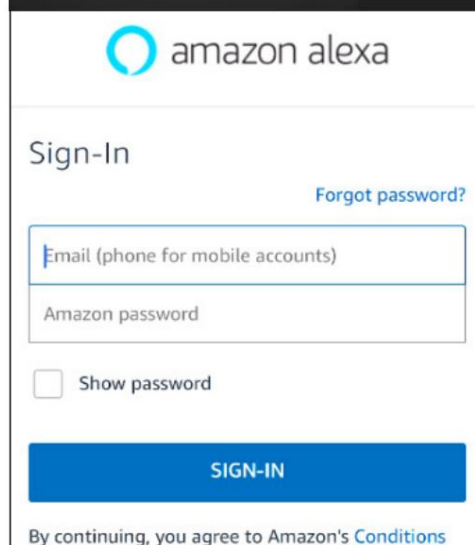 amazon alexa
Sign-In
Forgot password?
Email (phone for mobile accounts)
Amazon password
Show password
SIGN-IN
By continuing, you agree to Amazon's Conditions